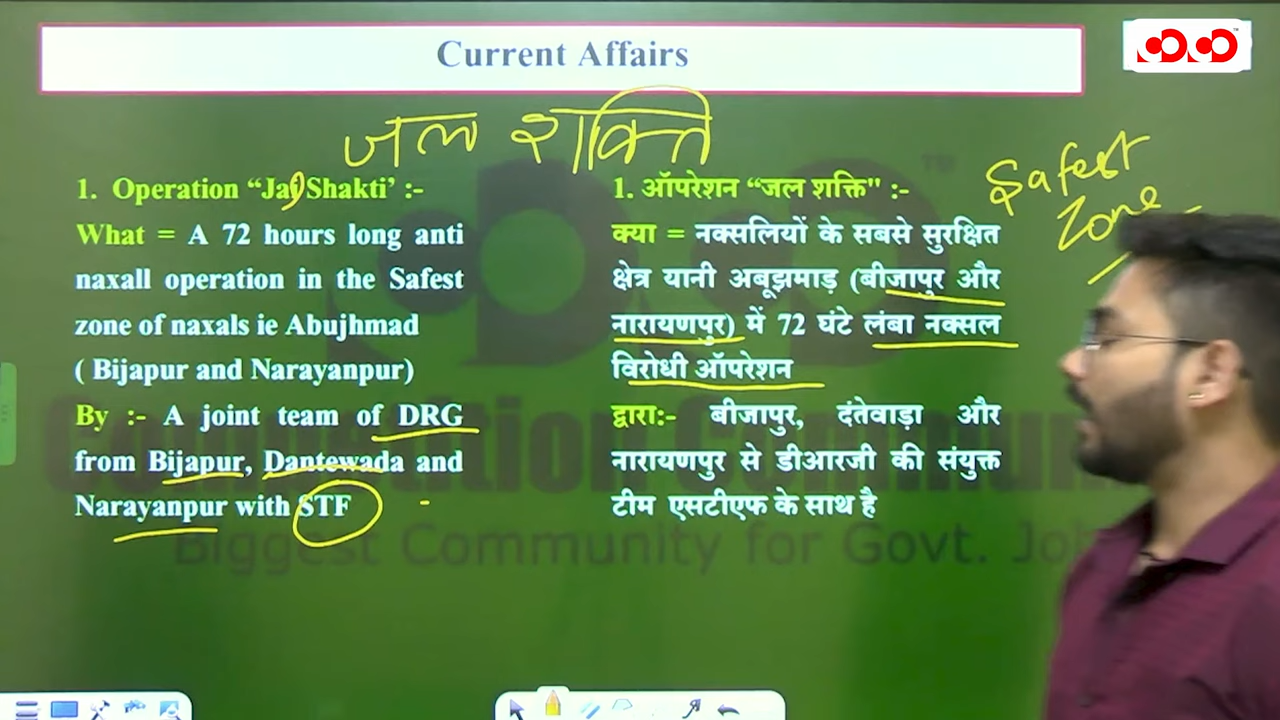 Current Affairs
जल शक्ति
Safest
Zone
1. Operation “Jal Shakti’ :-
What = A 72 hours long anti
naxall operation in the Safest
zone of naxals ie Abujhmad
( Bijapur and Narayanpur)
By :- A joint team of DRG
from Bijapur, Dantewada and
Narayanpur with STF
1. ऑपरेशन “जल शक्ति" :-
क्या = नक्सलियों के सबसे सुरक्षित
क्षेत्र यानी अबूझमाड़ (बीजापुर और
नारायणपुर) में 72 घंटे लंबा नक्सल
विरोधी ऑपरेशन
द्वारा:- बीजापुर, दंतेवाड़ा और
नारायणपुर से डीआरजी की संयुक्त
टीम एसटीएफ के साथ है
Biggest Community for Govt. Jo
TM